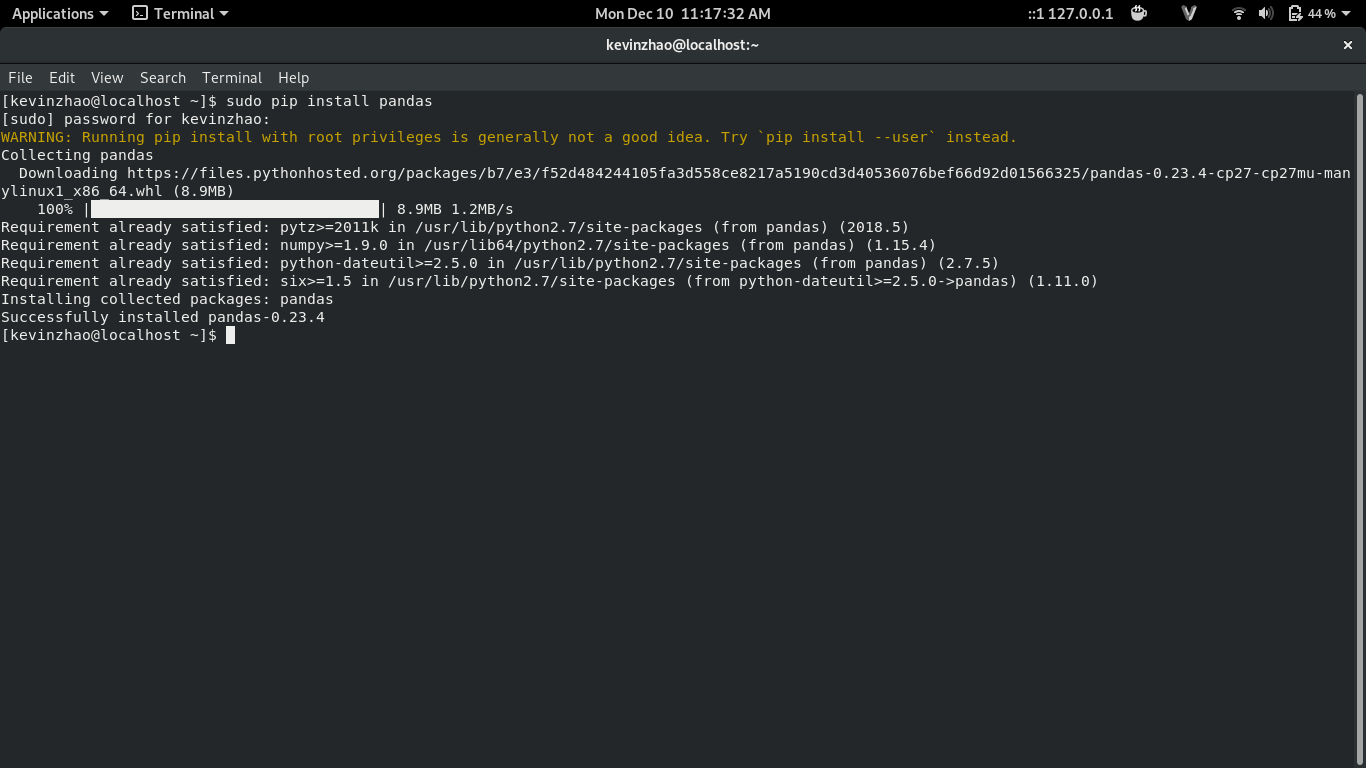 Applications Terminal Mon Dec 10 11:17:32 AM ::1 127.0.0.1 44 %
kevinzhao@localhost:~ ×
File Edit View Search Terminal Help
[kevinzhao@localhost ~]$ sudo pip install pandas
[sudo] password for kevinzhao:
WARNING: Running pip install with root privileges is generally not a good idea. Try `pip install --user` instead.
Collecting pandas
  Downloading https://files.pythonhosted.org/packages/b7/e3/f52d484244105fa3d558ce8217a5190cd3d40536076bef66d92d01566325/pandas-0.23.4-cp27-cp27mu-man
ylinux1_x86_64.whl (8.9MB)
    100% |████████████████████████████████| 8.9MB 1.2MB/s
Requirement already satisfied: pytz>=2011k in /usr/lib/python2.7/site-packages (from pandas) (2018.5)
Requirement already satisfied: numpy>=1.9.0 in /usr/lib64/python2.7/site-packages (from pandas) (1.15.4)
Requirement already satisfied: python-dateutil>=2.5.0 in /usr/lib/python2.7/site-packages (from pandas) (2.7.5)
Requirement already satisfied: six>=1.5 in /usr/lib/python2.7/site-packages (from python-dateutil>=2.5.0->pandas) (1.11.0)
Installing collected packages: pandas
Successfully installed pandas-0.23.4
[kevinzhao@localhost ~]$